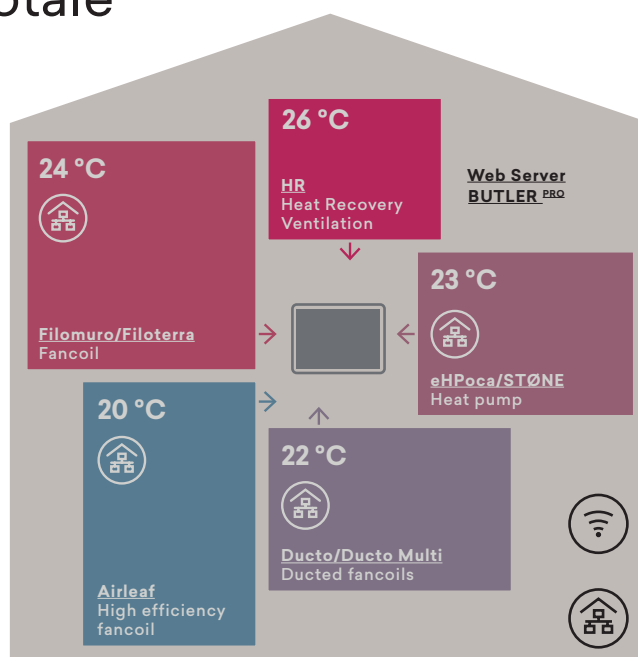 26 °C
24 °C
HR
Heat Recovery
Ventilation
Web Server
BUTLER PRO
23 °C
Filomuro/Filoterra
Fancoil
eHPoca/STØNE
Heat pump
20 °C
22 °C
Ducto/Ducto Multi
Ducted fancoils
Airleaf
High efficiency
fancoil